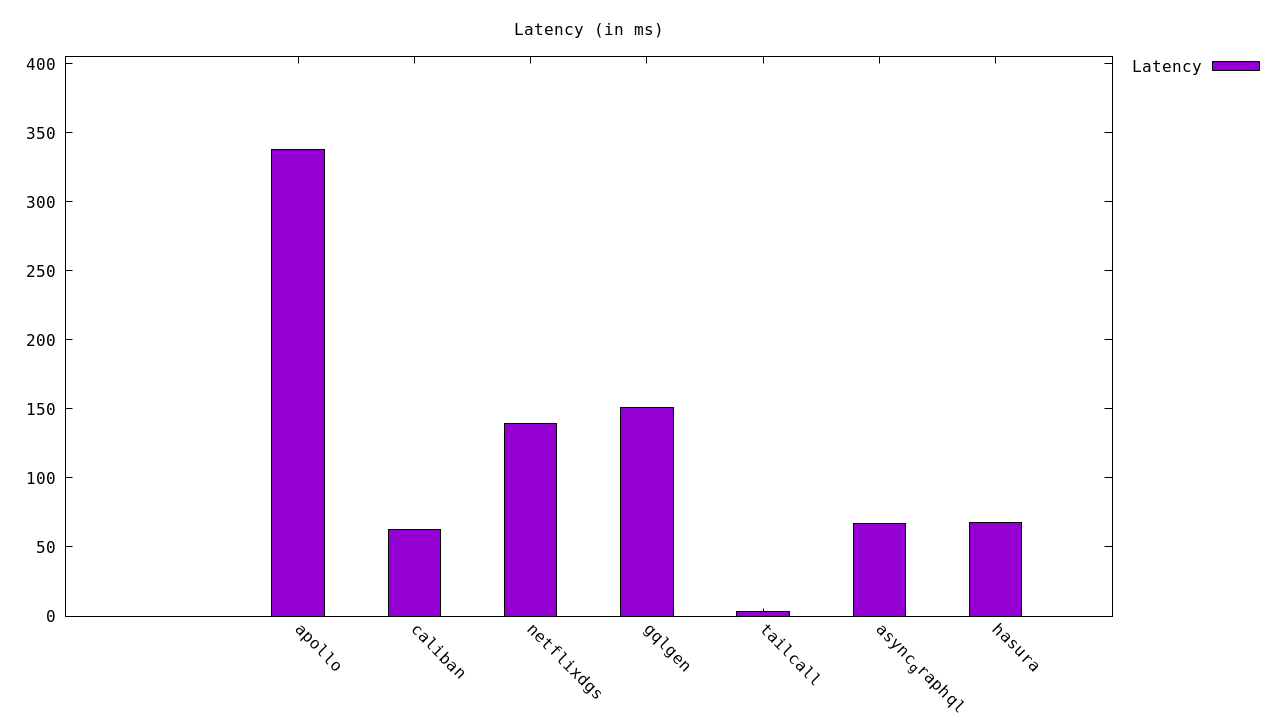 Latency (in ms)
Latency
400
350
300
250
200
150
100
50
0
apollo
caliban
netflixdgs
gqlgen
tailcall
asyncgraphql
hasura